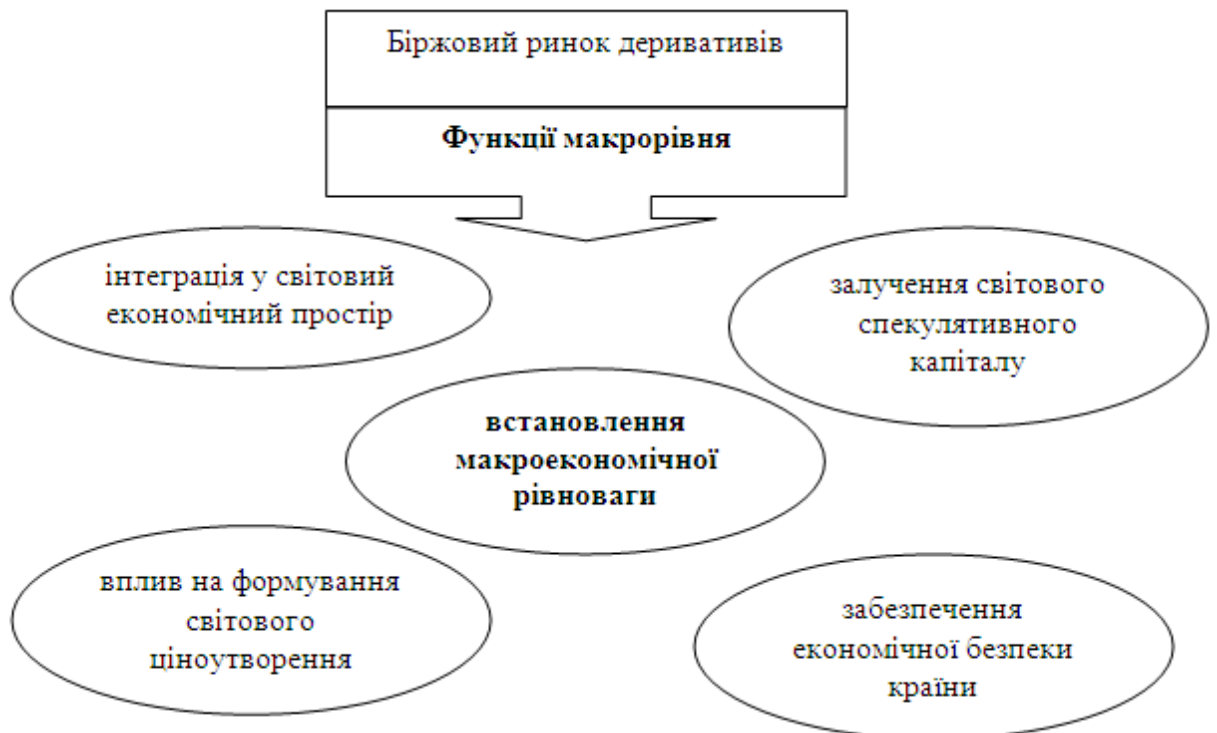 Біржовий ринок деривативів
Функції макрорівня
інтеграція у світовий
економічний простір
залучення світового
спекулятивного
капіталу
встановлення
макроекономічної
рівноваги
вплив на формування
світового
ціноутворення
забезпечення
економічної безпеки
країни